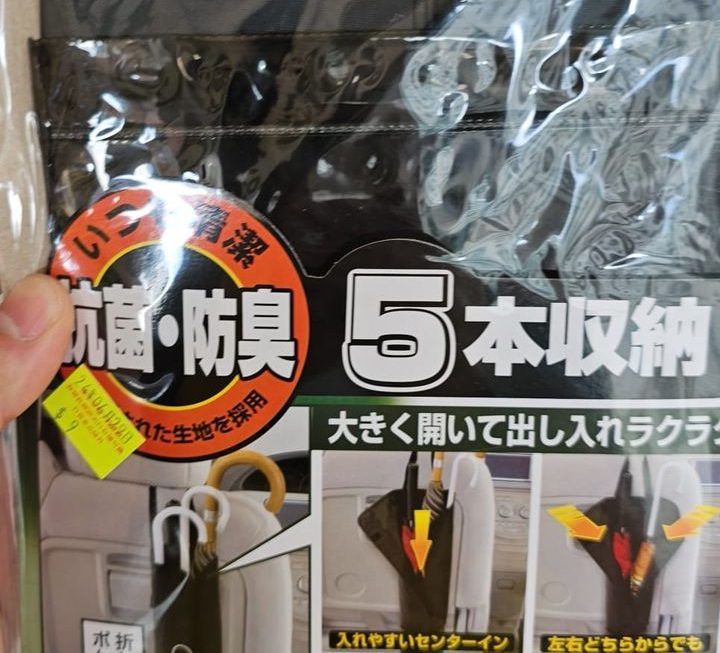 いつ 清潔
抗菌・防臭
れた生地を採用
5本収納
大きく開いて出し入れラクラク
入れやすいセンターイン
左右どちらからでも
$9